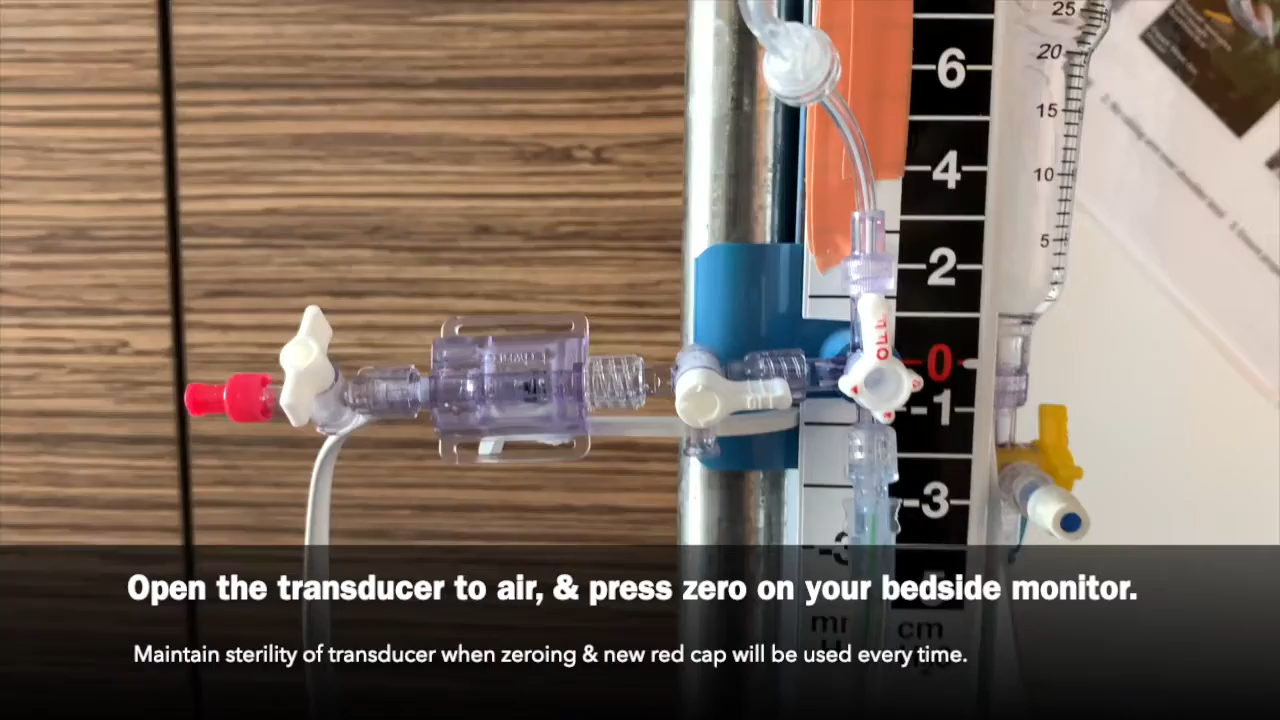 25
20
15
10
5
6
4
2
0
-1
-3
OFF
cm
Open the transducer to air, & press zero on your bedside monitor.
Maintain sterility of transducer when zeroing & new red cap will be used every time.